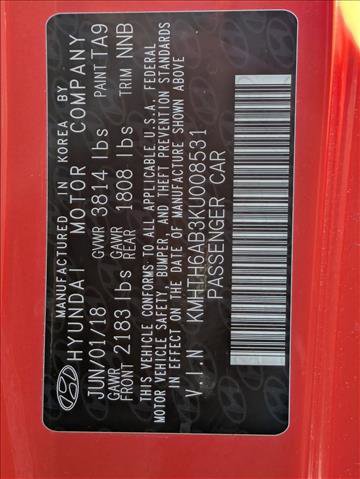 MANUFACTURED IN KOREA BY
HYUNDAI MOTOR COMPANY
JUN/01/18 GVWR 3814 lbs PAINT TA9
GAWR FRONT 2183 lbs GAWR REAR 1808 lbs TRIM NNB
THIS VEHICLE CONFORMS TO ALL APPLICABLE U.S.A. FEDERAL
MOTOR VEHICLE SAFETY, BUMPER, AND THEFT PREVENTION STANDARDS
IN EFFECT ON THE DATE OF MANUFACTURE SHOWN ABOVE
V.I.N KMHTH6AB3KU008531
PASSENGER CAR